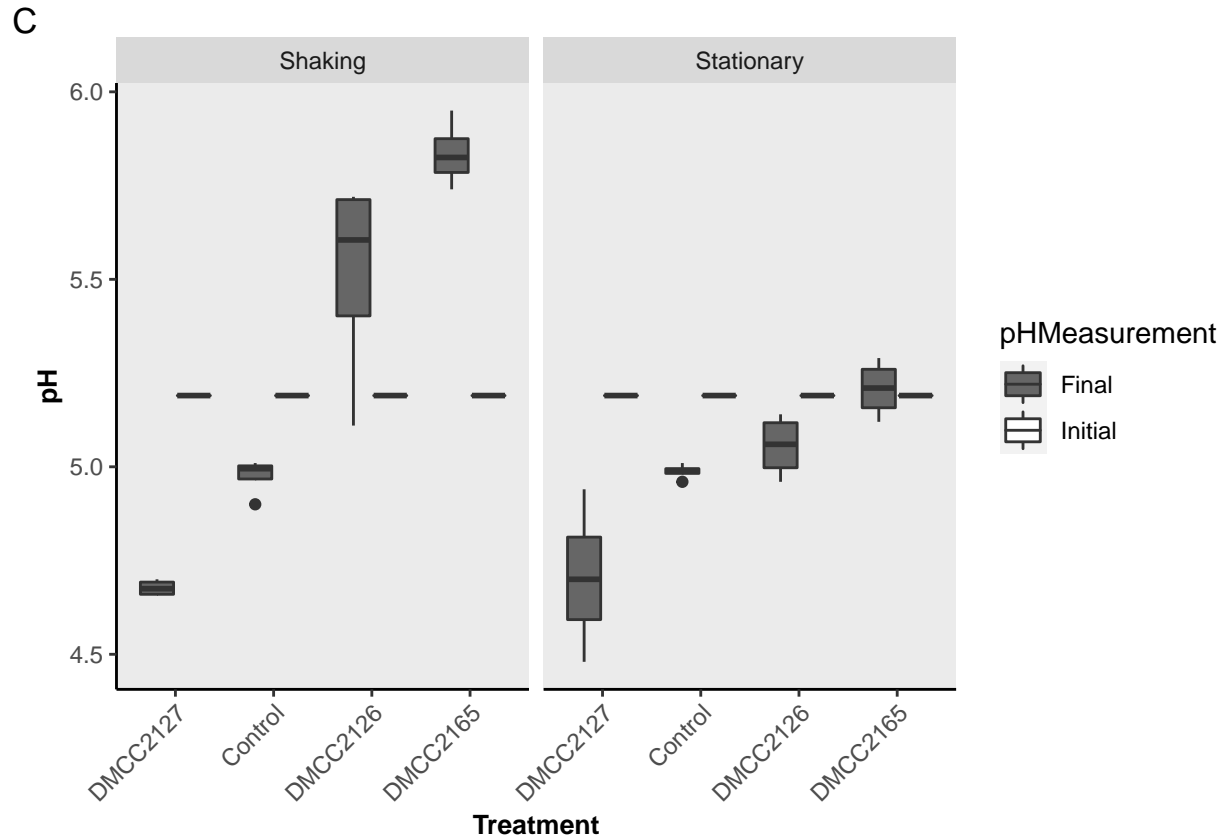 C
Shaking
Stationary
6.0
5.5
5.0
4.5
pH
DMCC2127
Control
DMCC2126
DMCC2165
DMCC2127
Control
DMCC2126
DMCC2165
Treatment
pHMeasurement
Final
Initial